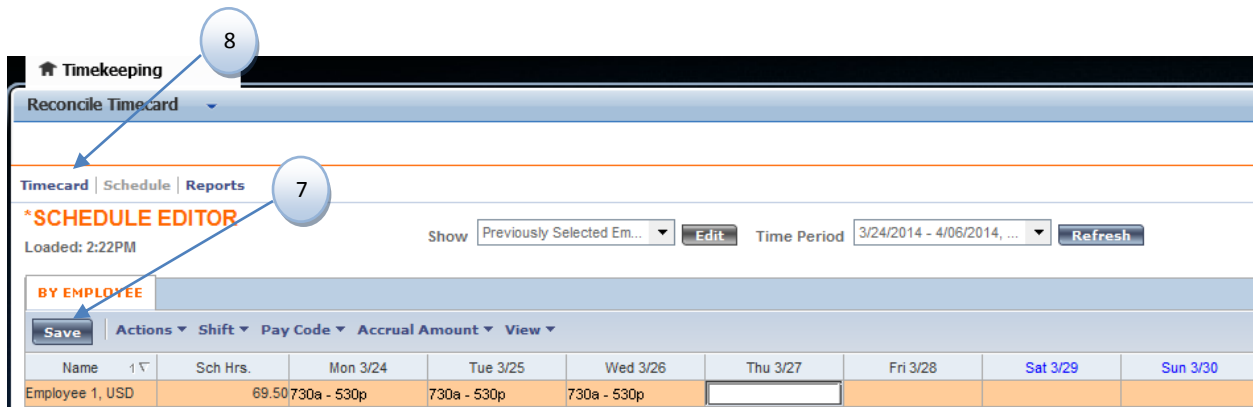 8
Timekeeping
Reconcile Timecard
Timecard | Schedule | Reports
7
*SCHEDULE EDITOR
Loaded: 2:22PM
Show Previously Selected Em... Edit Time Period 3/24/2014 - 4/06/2014, ... Refresh
BY EMPLOYEE
Save Actions Shift Pay Code Accrual Amount View
Name 1 Sch Hrs. Mon 3/24 Tue 3/25 Wed 3/26 Thu 3/27 Fri 3/28 Sat 3/29 Sun 3/30
Employee 1, USD 69.50 730a - 530p 730a - 530p 730a - 530p